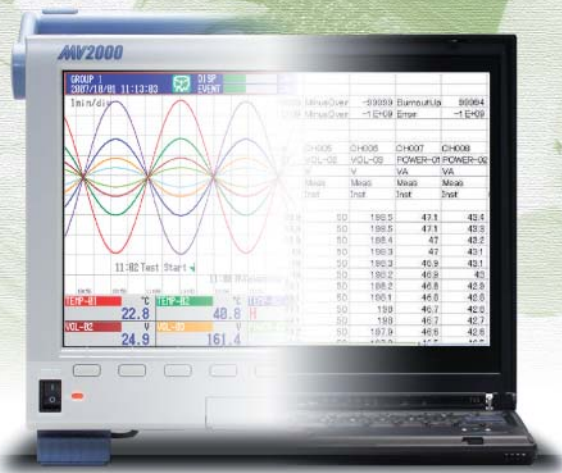 MV2000
GROUP 1
2007/10/01 11:13:03
DISP
EVENT
1min/div
11:02 Test Start
TEMP-01 °C
22.8
TEMP-02 °C
40.8
VOL-02 V
24.9
VOL-03 V
161.4
MinusOver -99999 BurnoutUp 99994
-1 E+09 Error -1 E+09
CH005 CH006 CH007 CH008
VOL-02 VOL-03 POWER-01 POWER-02
V V VA VA
Meas Meas Meas Meas
Inst Inst Inst Inst
50 198.5 47.1 43.4
50 198.5 47.1 43.3
50 198.4 47 43.2
50 198.3 47 43.1
50 198.3 46.9 43.1
50 198.2 46.9 43
50 198.2 46.8 42.9
50 198.1 46.8 42.8
50 198 46.7 42.8
50 198 46.7 42.7
50 197.9 46.6 42.6